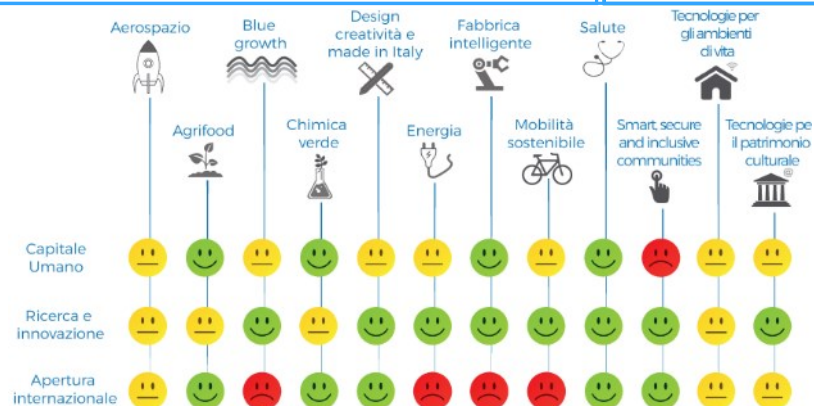 Aerospazio
Blue
growth
Design
creatività e
made in Italy
Fabbrica
intelligente
Salute
Tecnologie per
gli ambienti
di vita
Agrifood
Chimica
verde
Energia
Mobilità
sostenibile
Smart, secure
and inclusive
communities
Tecnologie pe
il patrimonio
culturale
Capitale
Umano
Ricerca e
innovazione
Apertura
internazionale